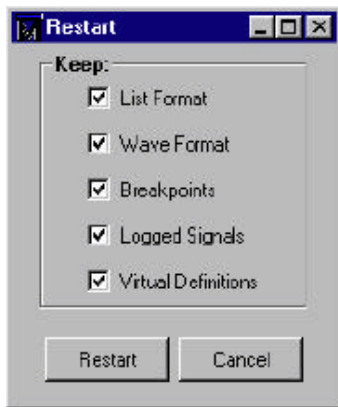 Restart
Keep:
List Format
Wave Format
Breakpoints
Logged Signals
Virtual Definitions
Restart Cancel